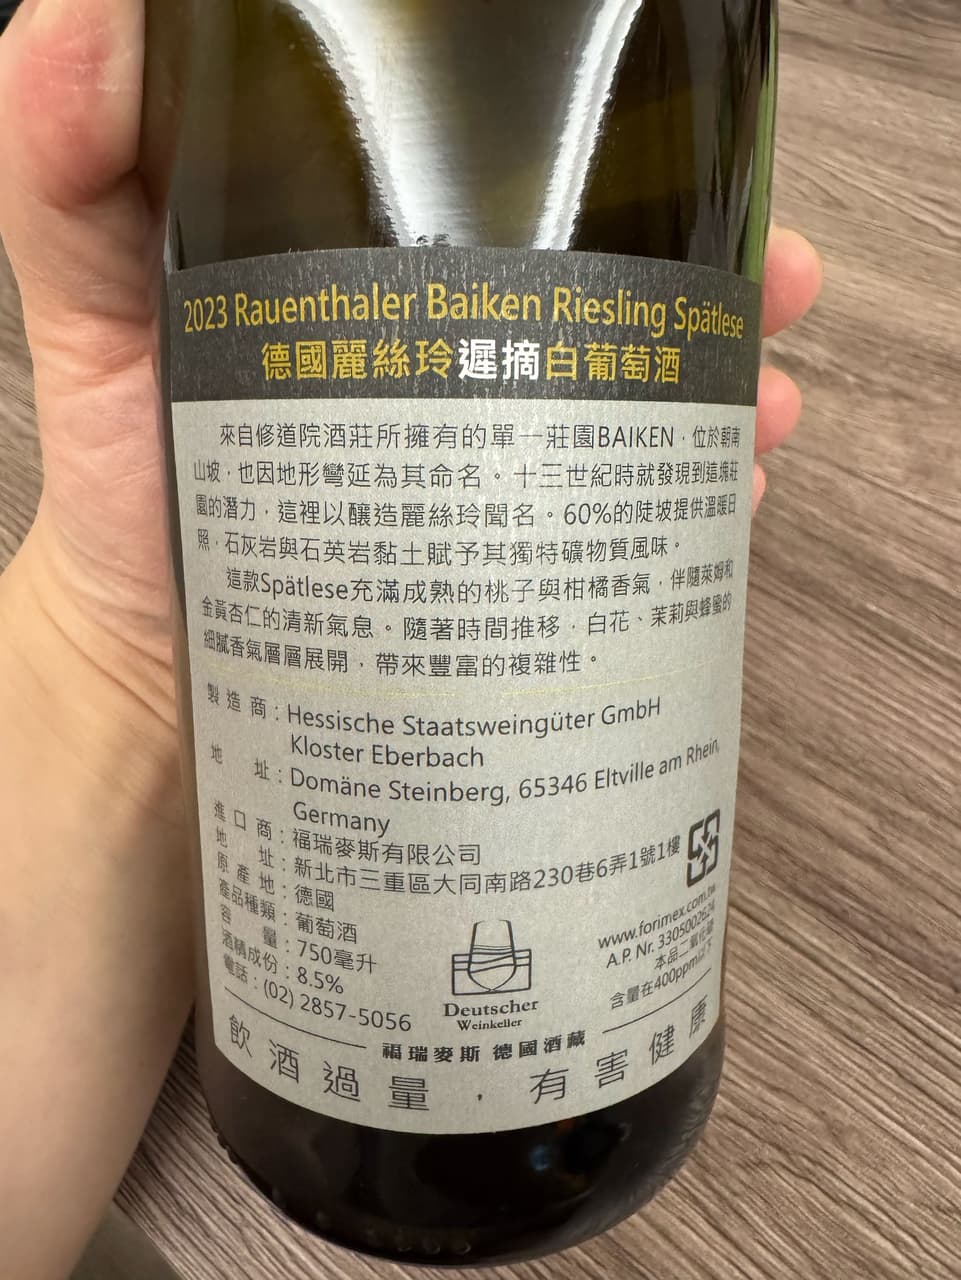 2023 Rauenthaler Baiken Riesling Spätlese
德國麗絲玲遲摘白葡萄酒
來自修道院酒莊所擁有的單一莊園BAIKEN，位於朝南
山坡，也因地形彎延為其命名。十三世紀時就發現到這塊莊
園的潛力，這裡以釀造麗絲玲聞名。60%的陡坡提供溫暖日
照，石灰岩與石英岩黏土賦予其獨特礦物質風味。
這款Spätlese充滿成熟的桃子與柑橘香氣，伴隨萊姆和
金黃杏仁的清新氣息。隨著時間推移，白花、茉莉與蜂蜜的
細膩香氣層層展開，帶來豐富的複雜性。
製造商：Hessische Staatsweingüter GmbH
Kloster Eberbach
地址：Domäne Steinberg, 65346 Eltville am Rhein,
Germany
進口商：福瑞麥斯有限公司
地址：新北市三重區大同南路230巷6弄1號1樓
原產地：德國
產品種類：葡萄酒
容量：750毫升
酒精成份：8.5%
電話：(02) 2857-5056
www.forimex.com.tw
A.P. Nr. 3305002624
本品二氧化硫
含量在400ppm以下
Deutscher
Weinkeller
福瑞麥斯 德國酒藏
飲酒過量，有害健康